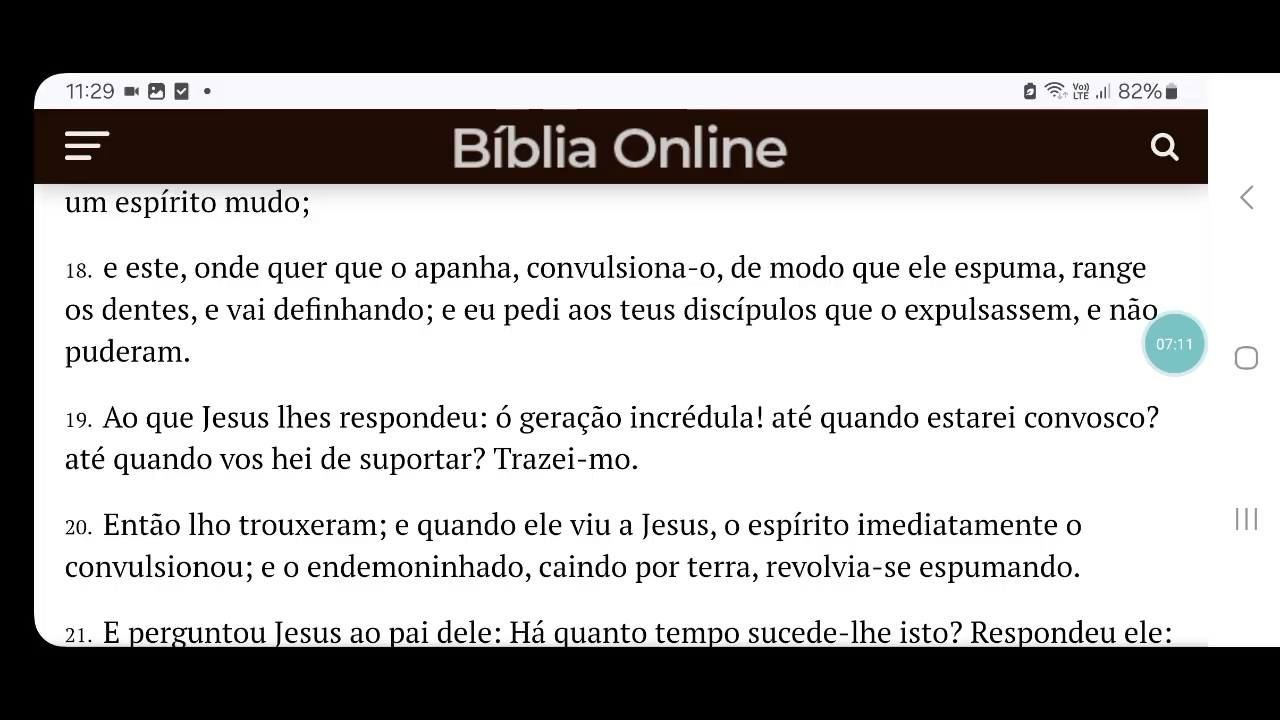 11:29
Vo))
LTE
82%
Bíblia Online
um espírito mudo;
18. e este, onde quer que o apanha, convulsiona-o, de modo que ele espuma, range
os dentes, e vai definhando; e eu pedi aos teus discípulos que o expulsassem, e não
puderam.
07:11
19. Ao que Jesus lhes respondeu: ó geração incrédula! até quando estarei convosco?
até quando vos hei de suportar? Trazei-mo.
20. Então lho trouxeram; e quando ele viu a Jesus, o espírito imediatamente o
convulsionou; e o endemoninhado, caindo por terra, revolvia-se espumando.
21. E perguntou Jesus ao pai dele: Há quanto tempo sucede-lhe isto? Respondeu ele: